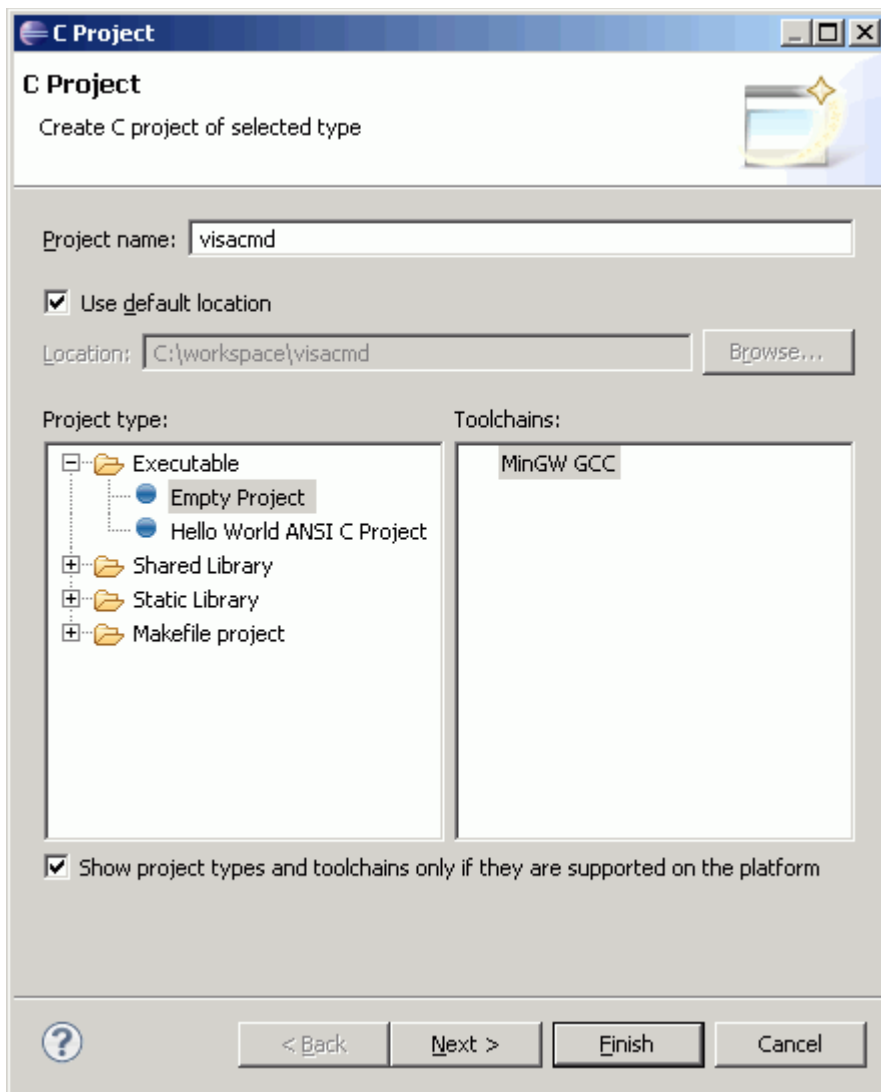 C Project
C Project
Create C project of selected type
Project name: visacmd
Use default location
Location: C:\workspace\visacmd Browse...
Project type: Toolchains:
Executable MinGW GCC
Empty Project
Hello World ANSI C Project
Shared Library
Static Library
Makefile project
Show project types and toolchains only if they are supported on the platform
? < Back Next > Finish Cancel